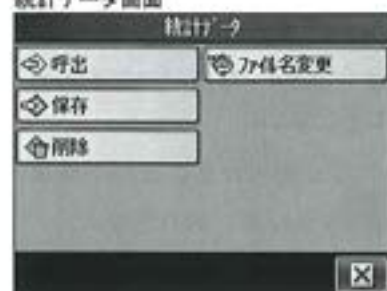 統計データ画面
統計ﾃﾞｰﾀ
呼出
ﾌｧｲﾙ名変更
保存
削除